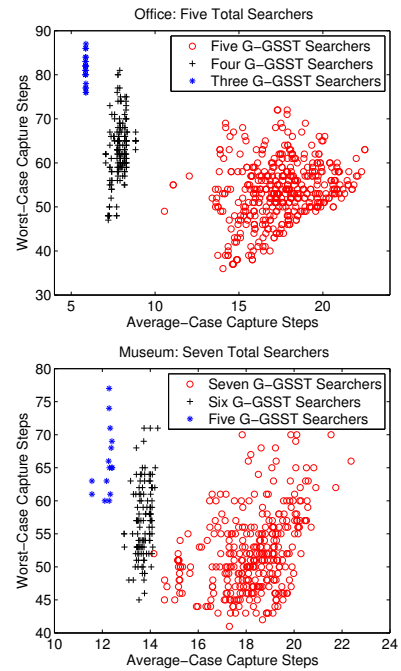 Office: Five Total Searchers
90
80
70
60
50
40
30
Worst-Case Capture Steps
Five G-GSST Searchers
Four G-GSST Searchers
Three G-GSST Searchers
5 10 15 20
Average-Case Capture Steps
Museum: Seven Total Searchers
80
75
70
65
60
55
50
45
40
Worst-Case Capture Steps
Seven G-GSST Searchers
Six G-GSST Searchers
Five G-GSST Searchers
10 12 14 16 18 20 22 24
Average-Case Capture Steps